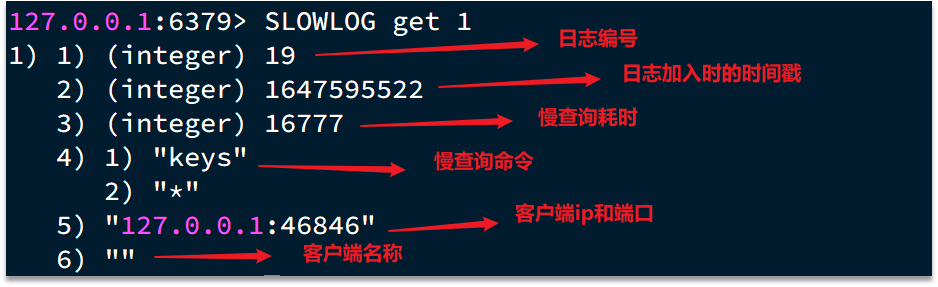 127.0.0.1:6379> SLOWLOG get 1
1) 1) (integer) 19 日志编号
2) (integer) 1647595522 日志加入时的时间戳
3) (integer) 16777 慢查询耗时
4) 1) "keys" 慢查询命令
2) "*"
5) "127.0.0.1:46846" 客户端ip和端口
6) "" 客户端名称